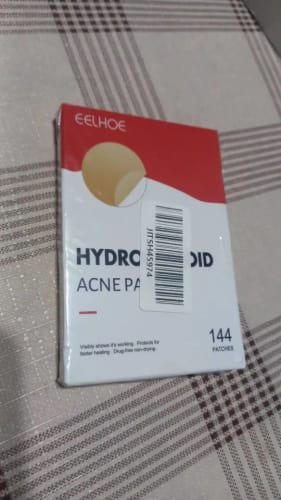 EELHOE
HYDRO OID
ACNE PA
JITSH45974
144
PATCHES
Visibly shows it's working · Protects for
faster healing · Drug-free non-drying.